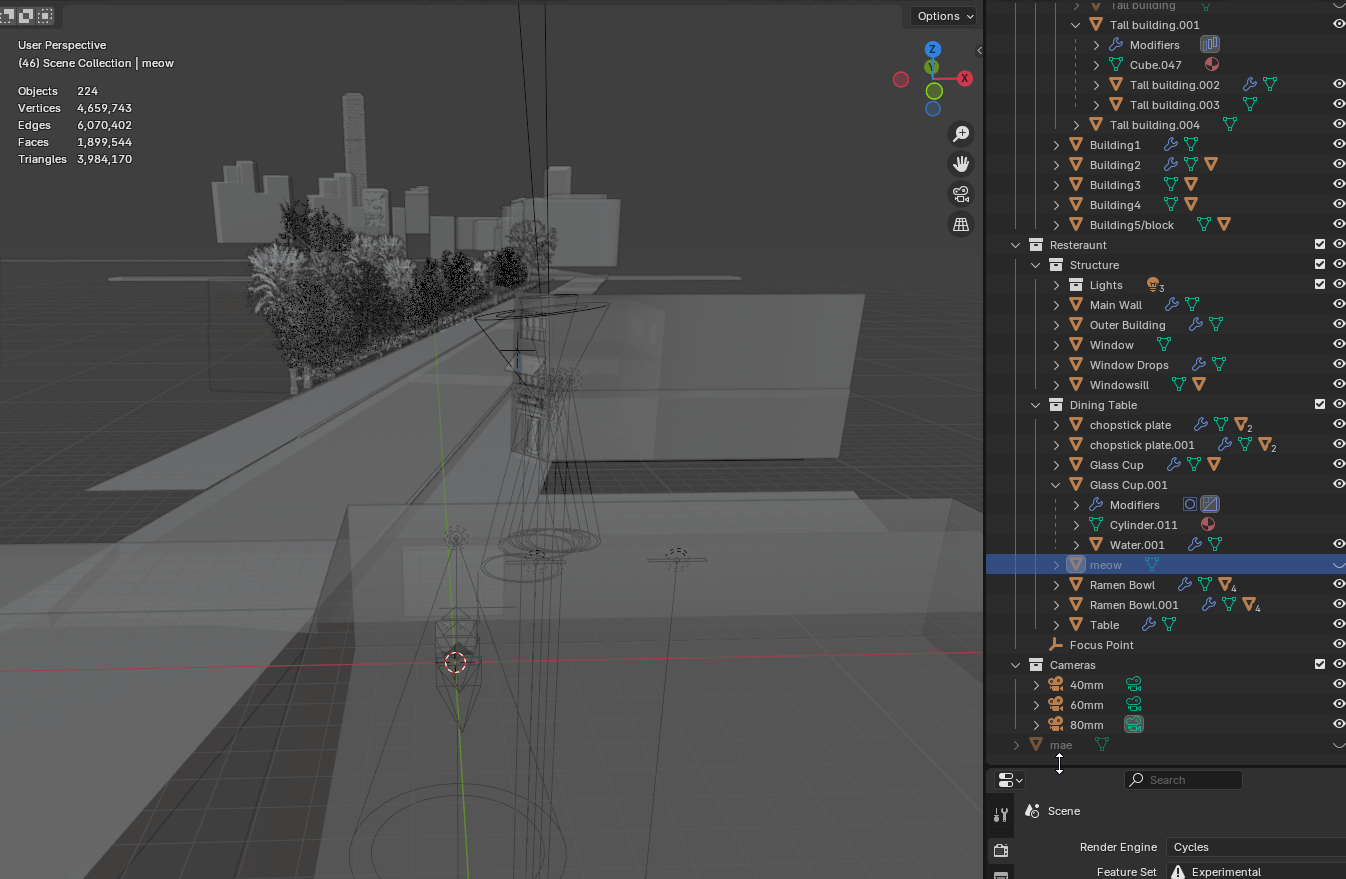 Options
User Perspective
(46) Scene Collection | meow
Objects 224
Vertices 4,659,743
Edges 6,070,402
Faces 1,899,544
Triangles 3,984,170
Z
Y
X
Tall building
Tall building.001
Modifiers
Cube.047
Tall building.002
Tall building.003
Tall building.004
Building1
Building2
Building3
Building4
Building5/block
Resteraunt
Structure
Lights 3
Main Wall
Outer Building
Window
Window Drops
Windowsill
Dining Table
chopstick plate 2
chopstick plate.001 2
Glass Cup
Glass Cup.001
Modifiers
Cylinder.011
Water.001
meow
Ramen Bowl 4
Ramen Bowl.001 4
Table
Focus Point
Cameras
40mm
60mm
80mm
mae
Search
Scene
Render Engine Cycles
Feature Set Experimental